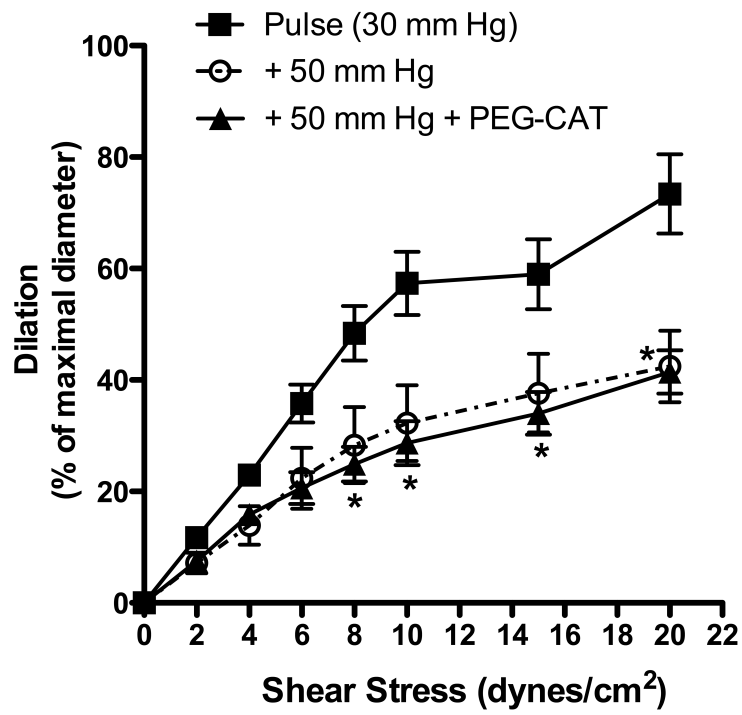 Pulse (30 mm Hg)
+ 50 mm Hg
+ 50 mm Hg + PEG-CAT
100
80
60
40
20
0
Dilation
(% of maximal diameter)
*
*
*
*
0 2 4 6 8 10 12 14 16 18 20 22
Shear Stress (dynes/cm²)